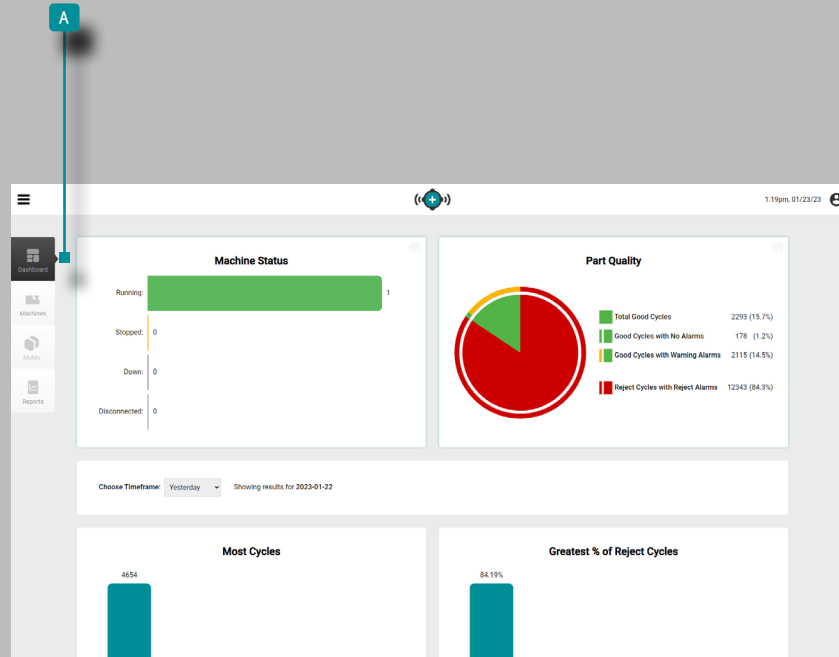 A
1:19pm, 01/23/23
Dashboard
Machines
Molds
Reports
Machine Status
Running: 1
Stopped: 0
Down: 0
Disconnected: 0
Part Quality
Total Good Cycles 2293 (15.7%)
Good Cycles with No Alarms 178 (1.2%)
Good Cycles with Warning Alarms 2115 (14.5%)
Reject Cycles with Reject Alarms 12343 (84.3%)
Choose Timeframe: Yesterday Showing results for 2023-01-22
Most Cycles
4654
Greatest % of Reject Cycles
84.19%